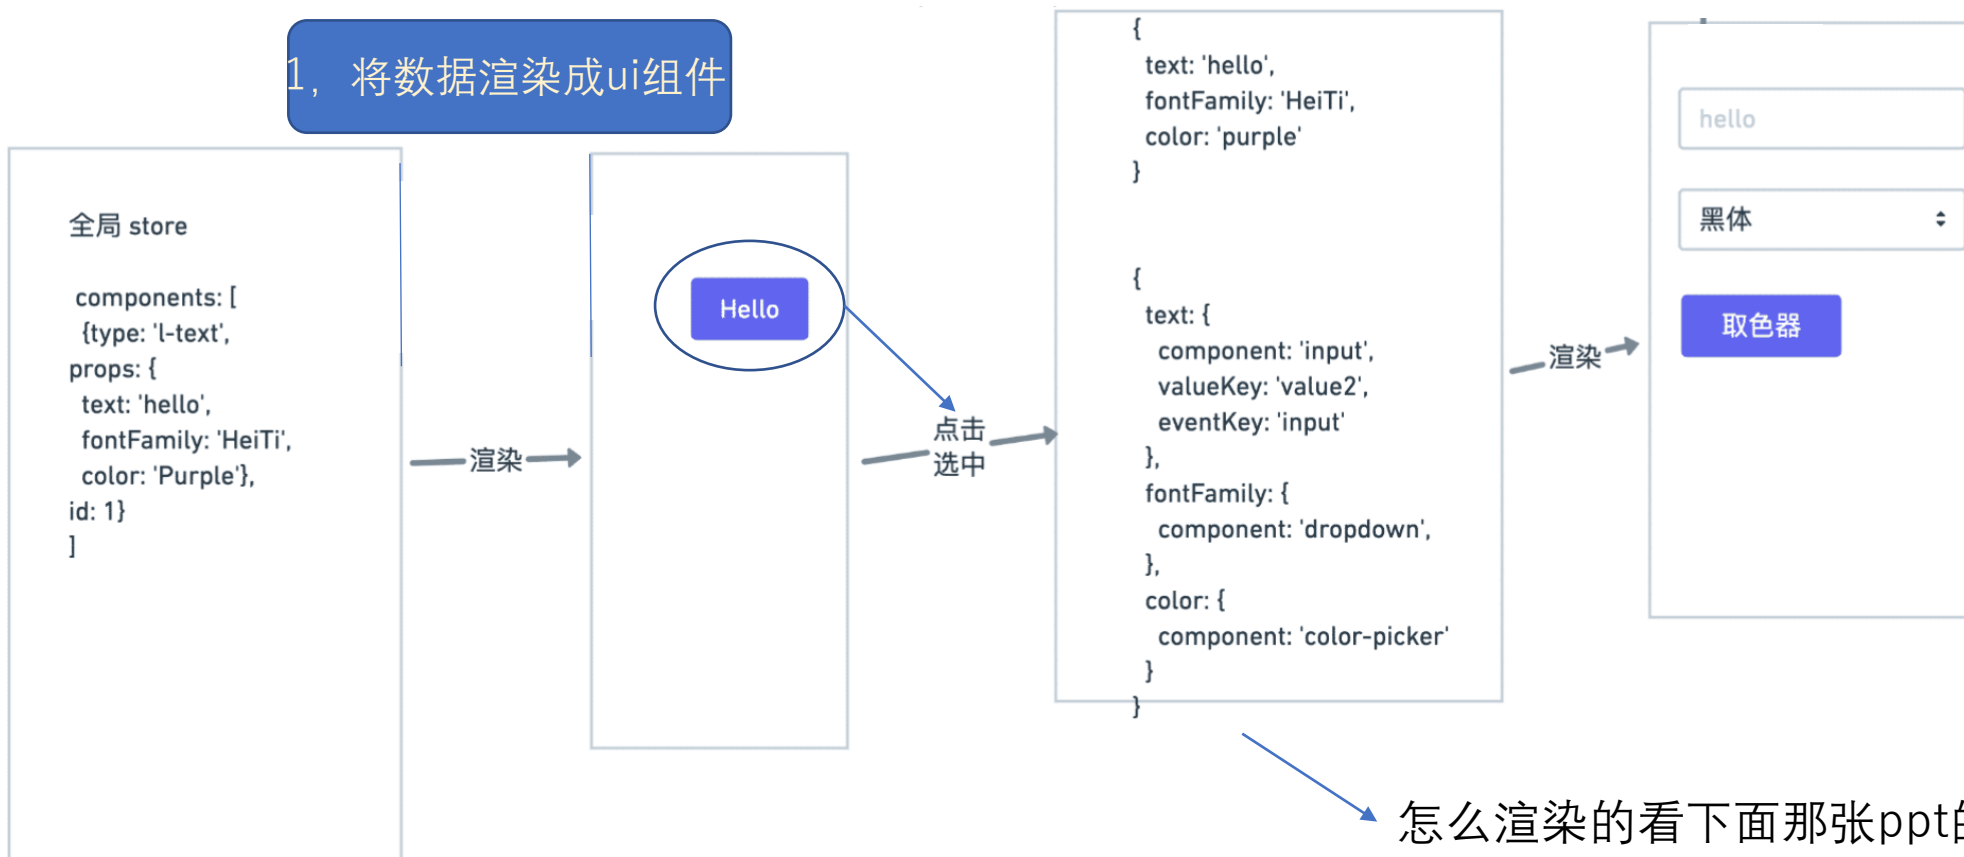 1，将数据渲染成ui组件
全局 store
components: [
{type: 'l-text',
props: {
text: 'hello',
fontFamily: 'HeiTi',
color: 'Purple'},
id: 1}
]
渲染
Hello
点击
选中
{
text: 'hello',
fontFamily: 'HeiTi',
color: 'purple'
}
{
text: {
component: 'input',
valueKey: 'value2',
eventKey: 'input'
},
fontFamily: {
component: 'dropdown',
},
color: {
component: 'color-picker'
}
}
渲染
hello
黑体
取色器
怎么渲染的看下面那张ppt